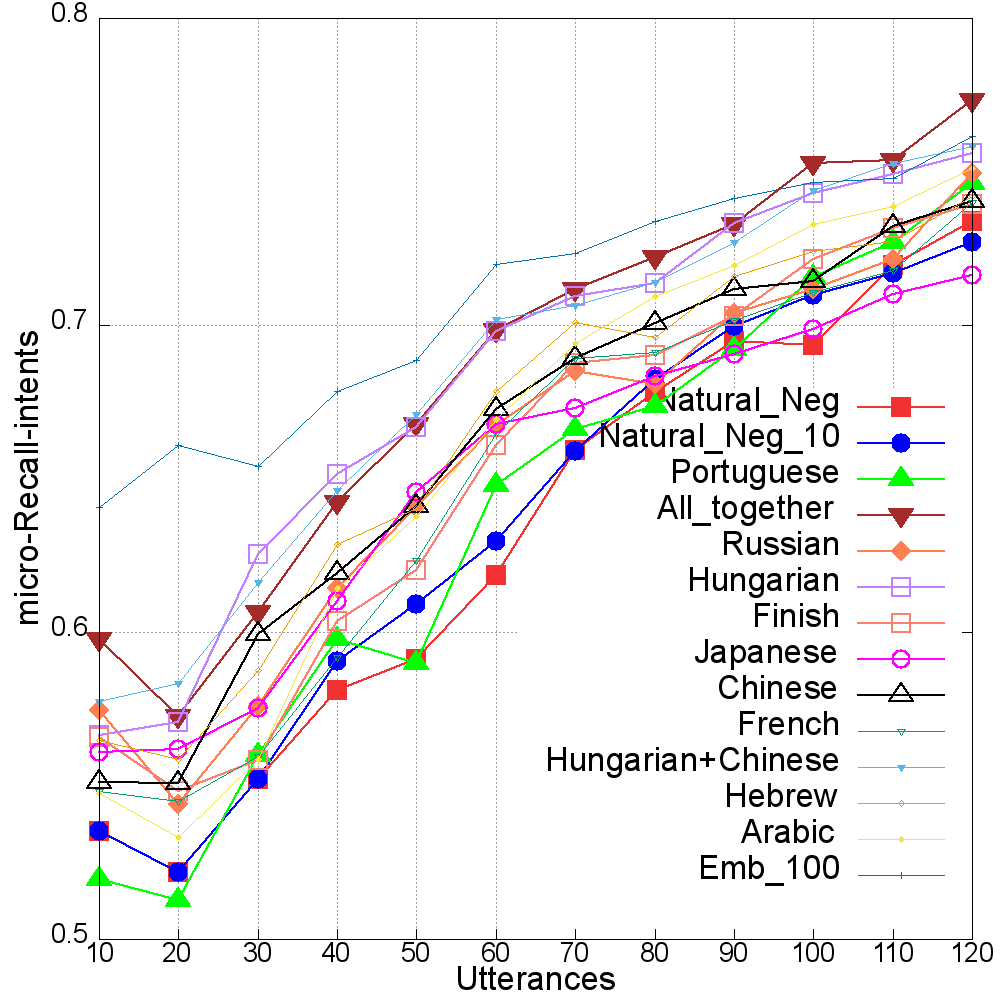 0.8
0.7
0.6
0.5
micro-Recall-intents
Natural_Neg
Natural_Neg_10
Portuguese
All_together
Russian
Hungarian
Finish
Japanese
Chinese
French
Hungarian+Chinese
Hebrew
Arabic
Emb_100
10 20 30 40 50 60 70 80 90 100 110 120
Utterances